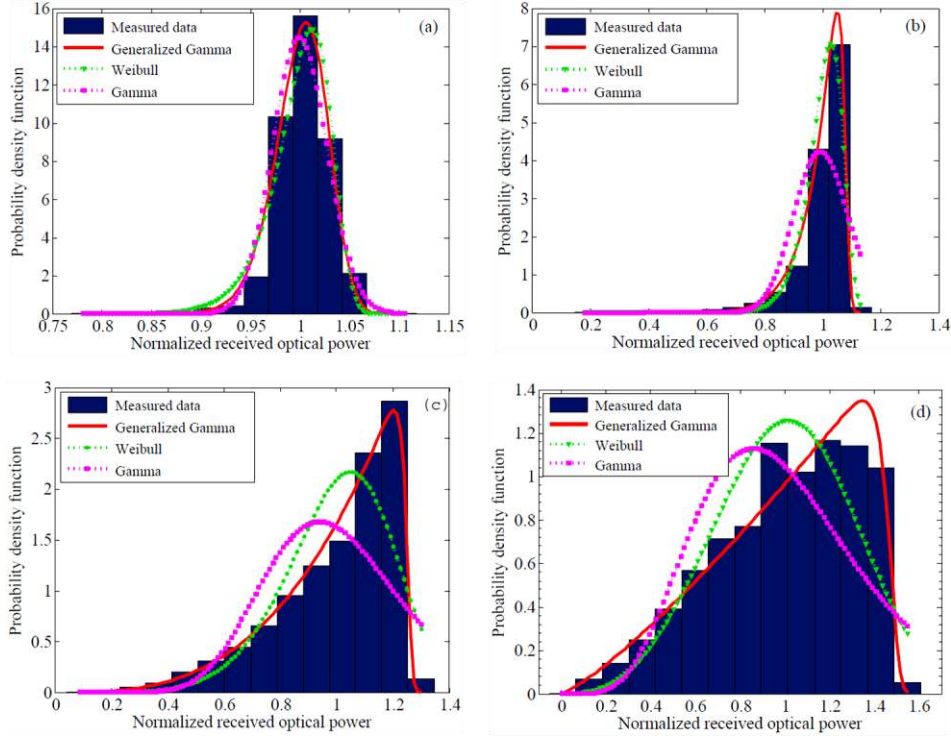 (a)
Measured data
Generalized Gamma
Weibull
Gamma
Probability density function
16
14
12
10
8
6
4
2
0
0.75
0.85
0.95
1
1.05
1.15
Normalized received optical power
(b)
Measured data
Generalized Gamma
Weibull
Gamma
Probability density function
8
7
6
5
4
3
2
1
0
0
0.2
0.4
0.6
0.8
1
1.2
1.4
Normalized received optical power
(c)
Measured data
Generalized Gamma
Weibull
Gamma
Probability density function
3
2.5
2
1.5
1
0.5
0
0
0.2
0.4
0.6
0.8
1
1.2
1.4
Normalized received optical power
(d)
Measured data
Generalized Gamma
Weibull
Gamma
Probability density function
1.4
1.2
1
0.8
0.6
0.4
0.2
0
0
0.2
0.4
0.6
0.8
1.0
1.2
1.4
1.6
Normalized received optical power